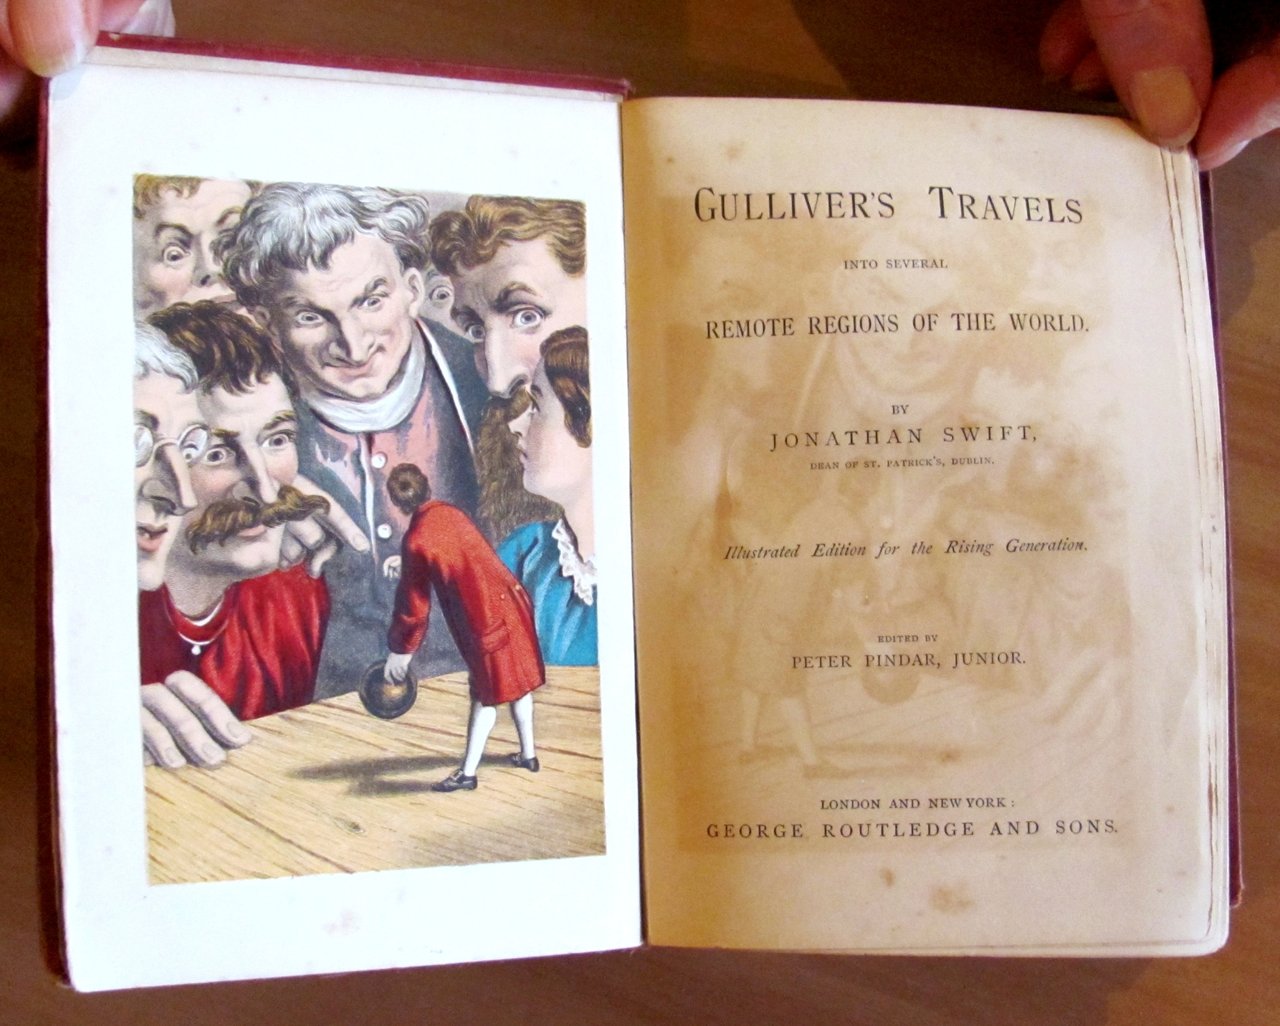 GULLIVER'S TRAVELS
INTO SEVERAL
REMOTE REGIONS OF THE WORLD.
BY
JONATHAN SWIFT,
DEAN OF ST. PATRICK'S, DUBLIN.
Illustrated Edition for the Rising Generation.
EDITED BY
PETER PINDAR, JUNIOR.
LONDON AND NEW YORK:
GEORGE ROUTLEDGE AND SONS.